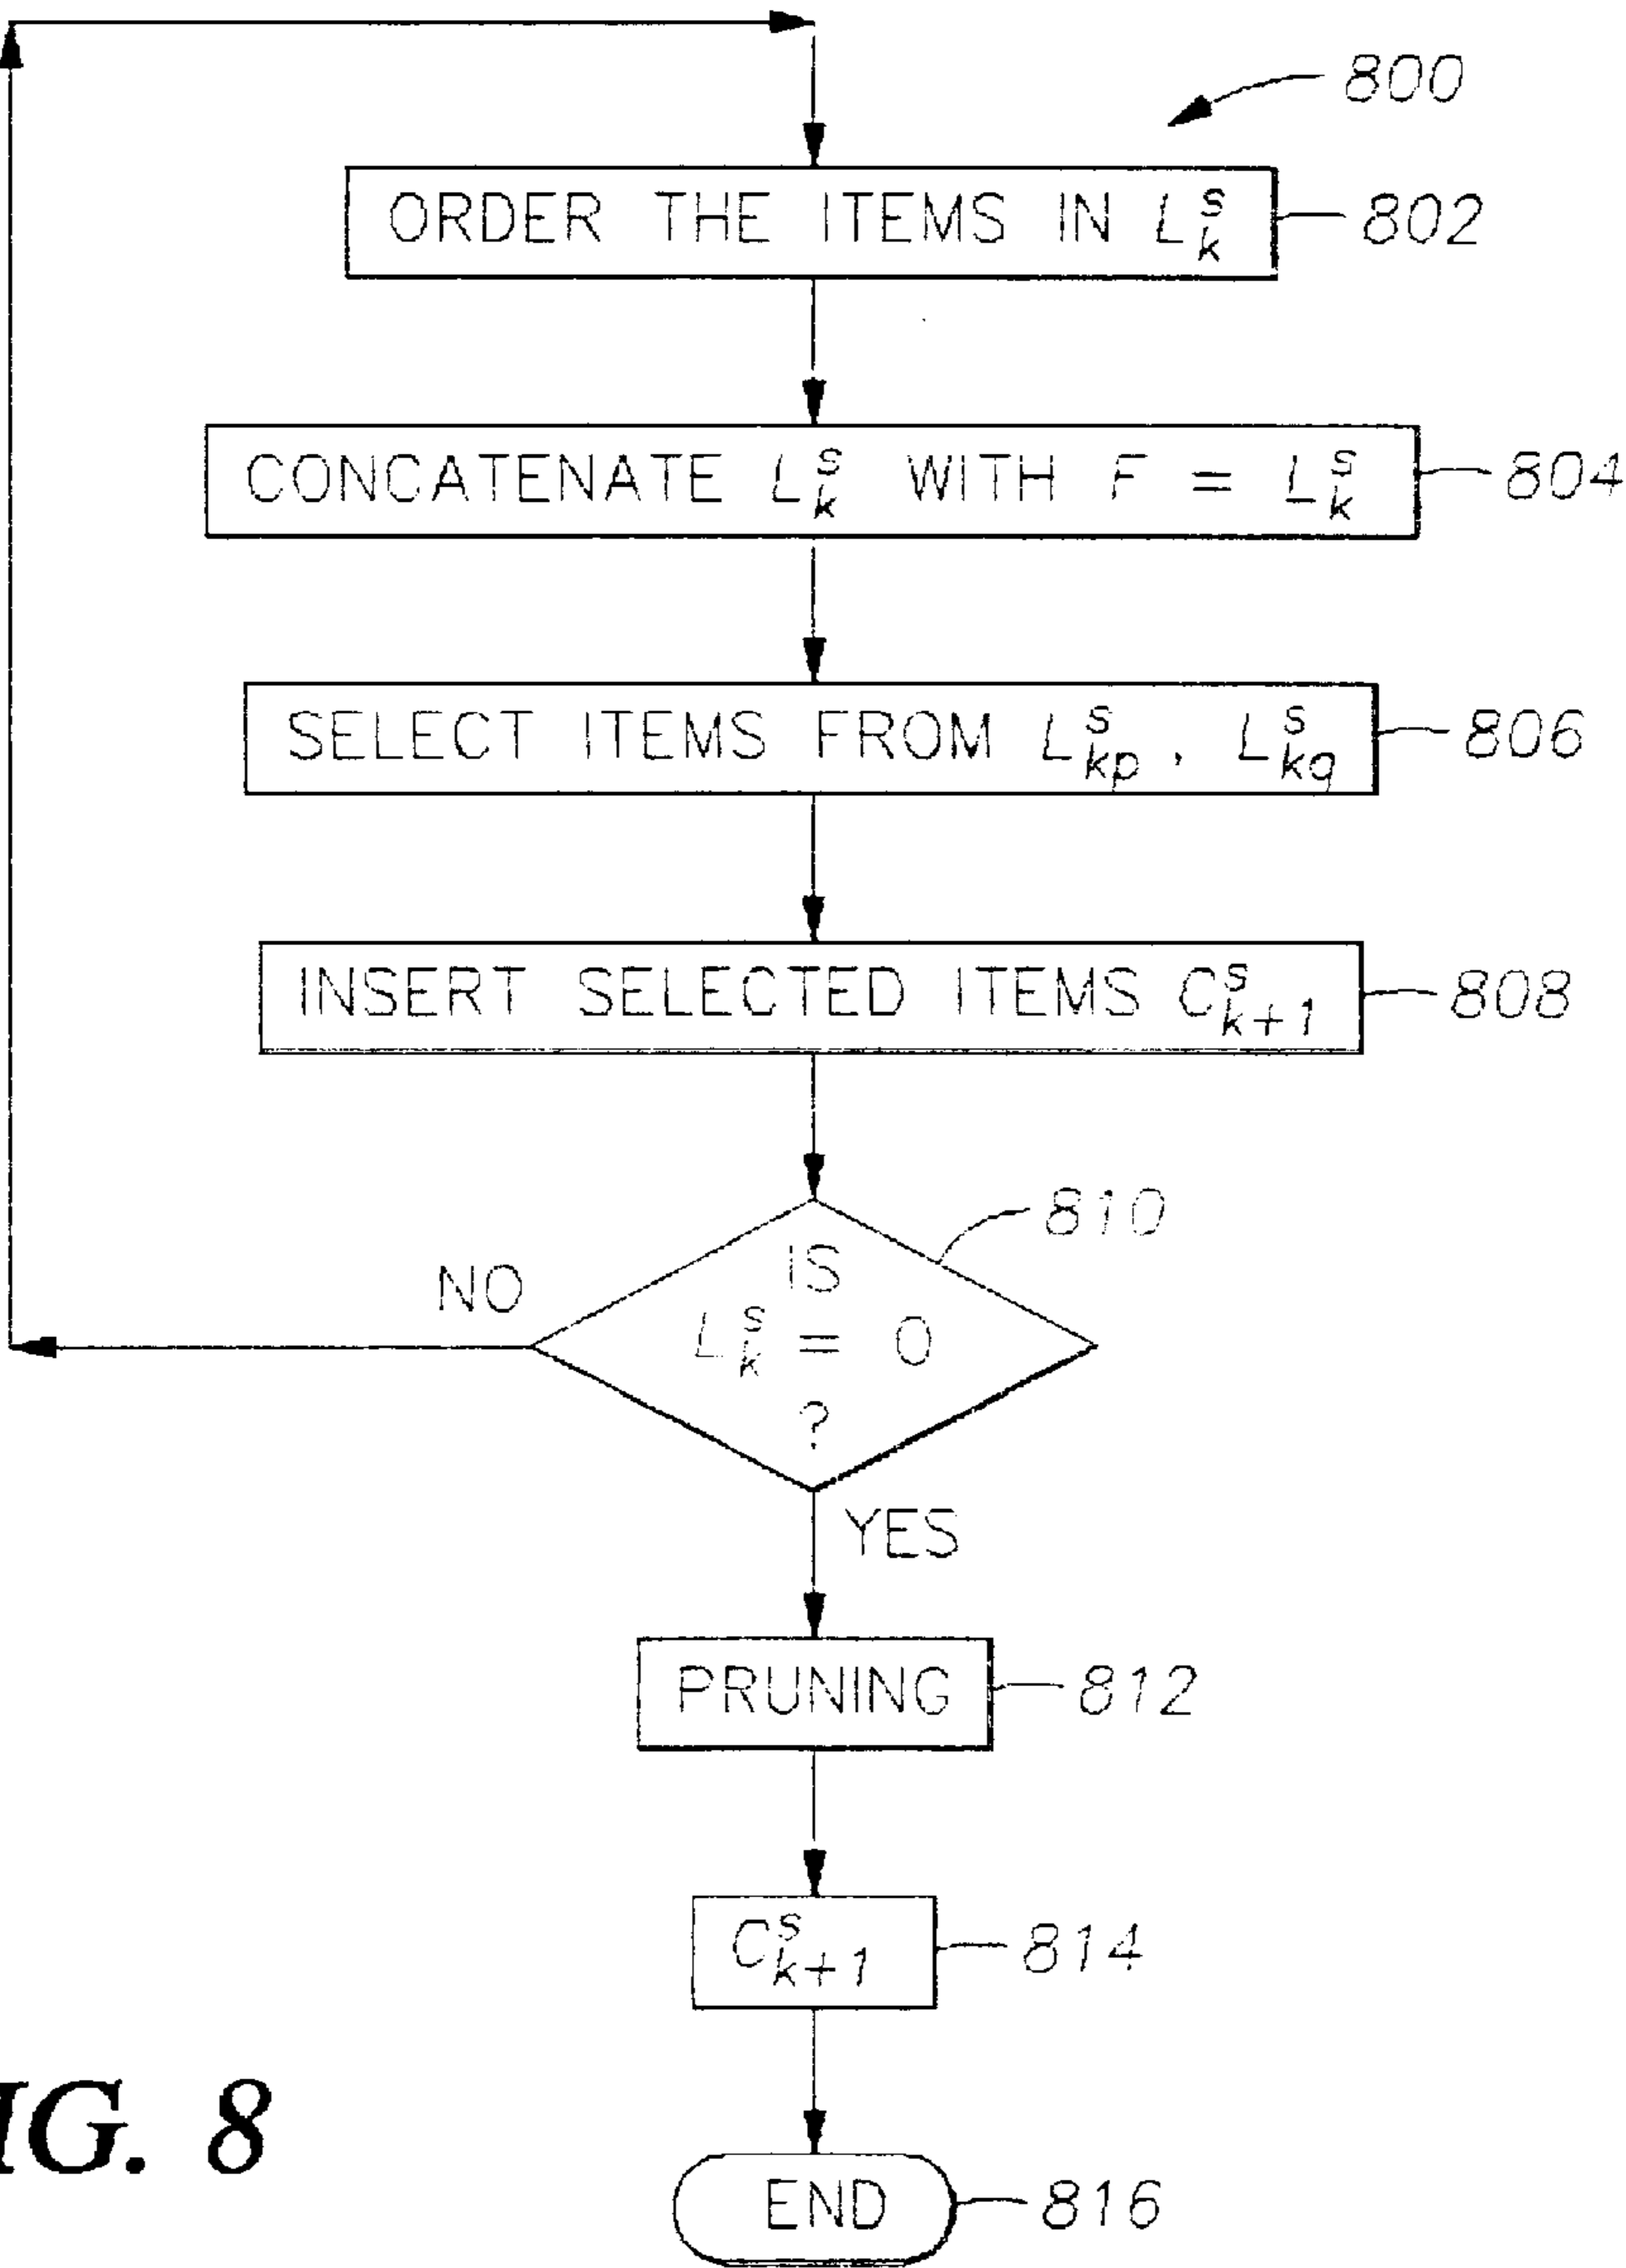 800
ORDER THE ITEMS IN L^s_k
802
CONCATENATE L^s_k WITH F = L^s_k
804
SELECT ITEMS FROM L^s_kp, L^s_kq
806
INSERT SELECTED ITEMS C^s_k+1
808
810
NO
IS
L^s_k = 0
?
YES
PRUNING
812
C^s_k+1
814
IG. 8
END
816